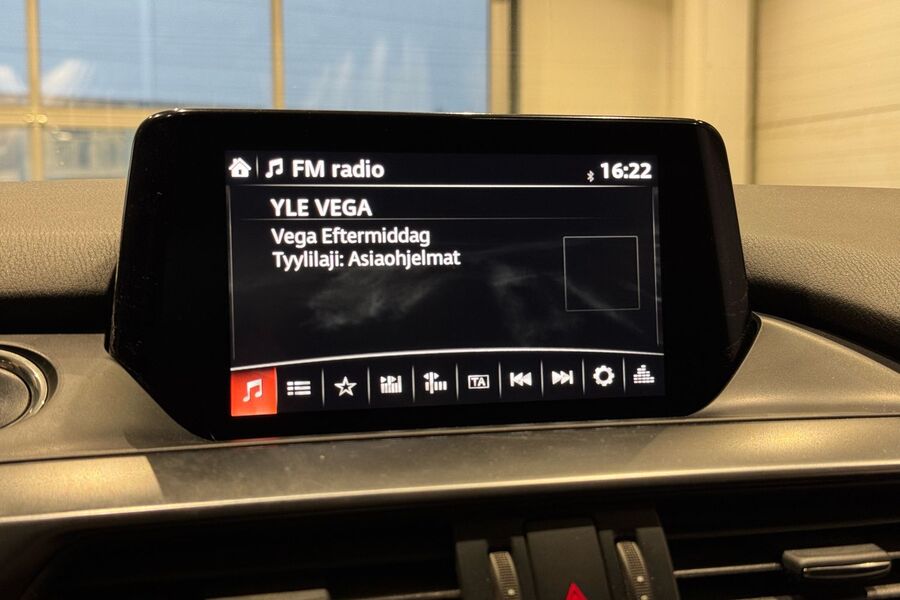 FM radio
16:22
YLE VEGA
Vega Eftermiddag
Tyylilaji: Asiaohjelmat
TA